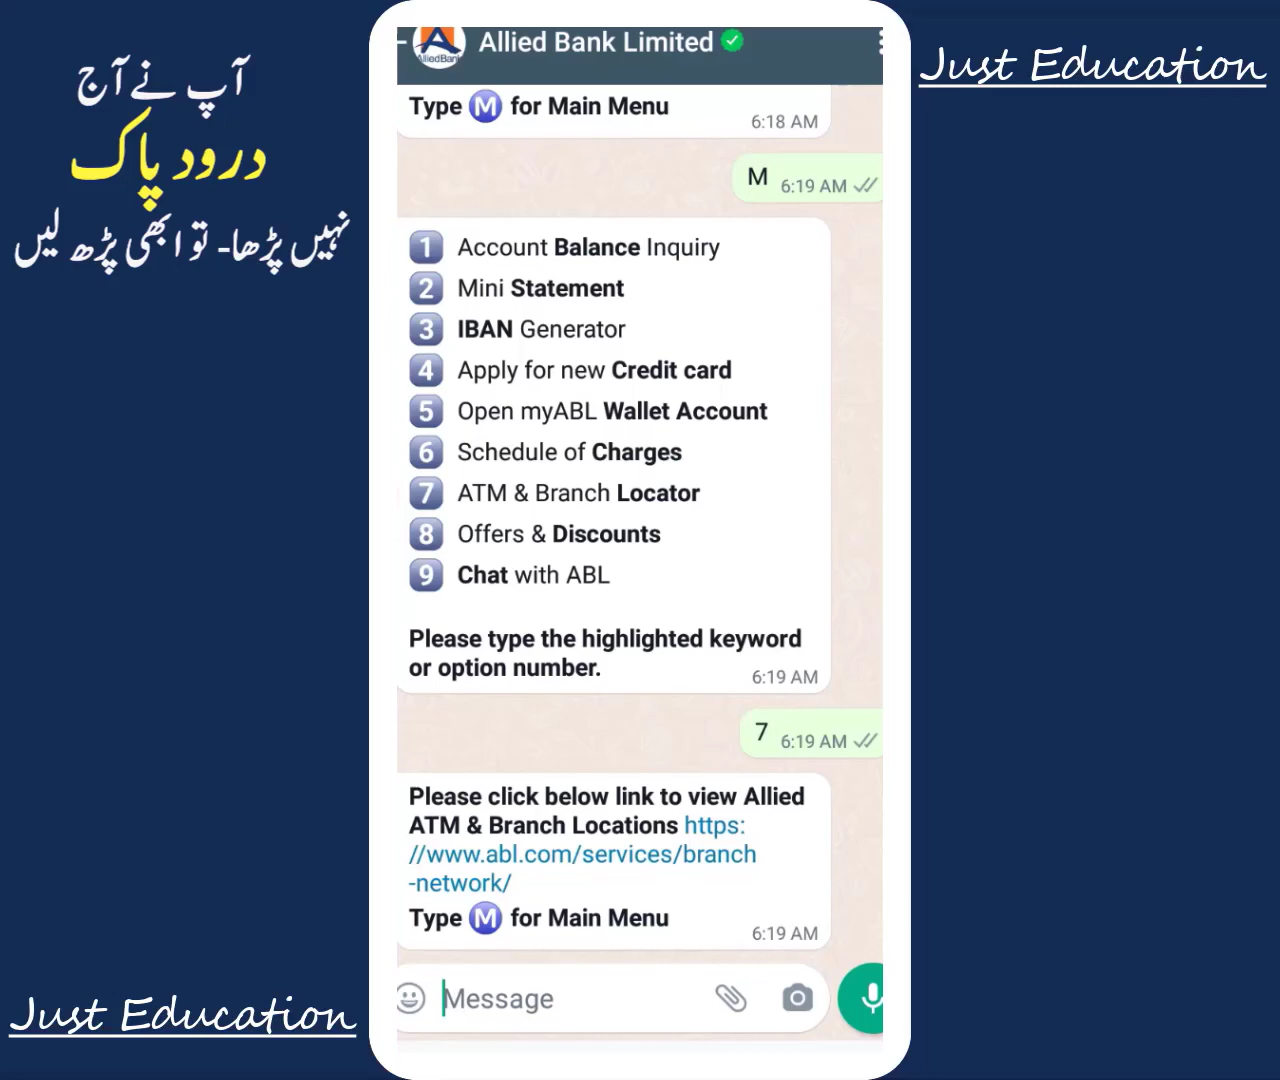 آپ نے آج
درود پاک
نہیں پڑھا- تو ابھی پڑھ لیں
Just Education
Allied Bank Limited
AlliedBank
Type Ⓜ for Main Menu
6:18 AM
M 6:19 AM
1 Account Balance Inquiry
2 Mini Statement
3 IBAN Generator
4 Apply for new Credit card
5 Open myABL Wallet Account
6 Schedule of Charges
7 ATM & Branch Locator
8 Offers & Discounts
9 Chat with ABL
Please type the highlighted keyword
or option number.
6:19 AM
7 6:19 AM
Please click below link to view Allied
ATM & Branch Locations https:
//www.abl.com/services/branch
-network/
Type Ⓜ for Main Menu
6:19 AM
Message
Just Education